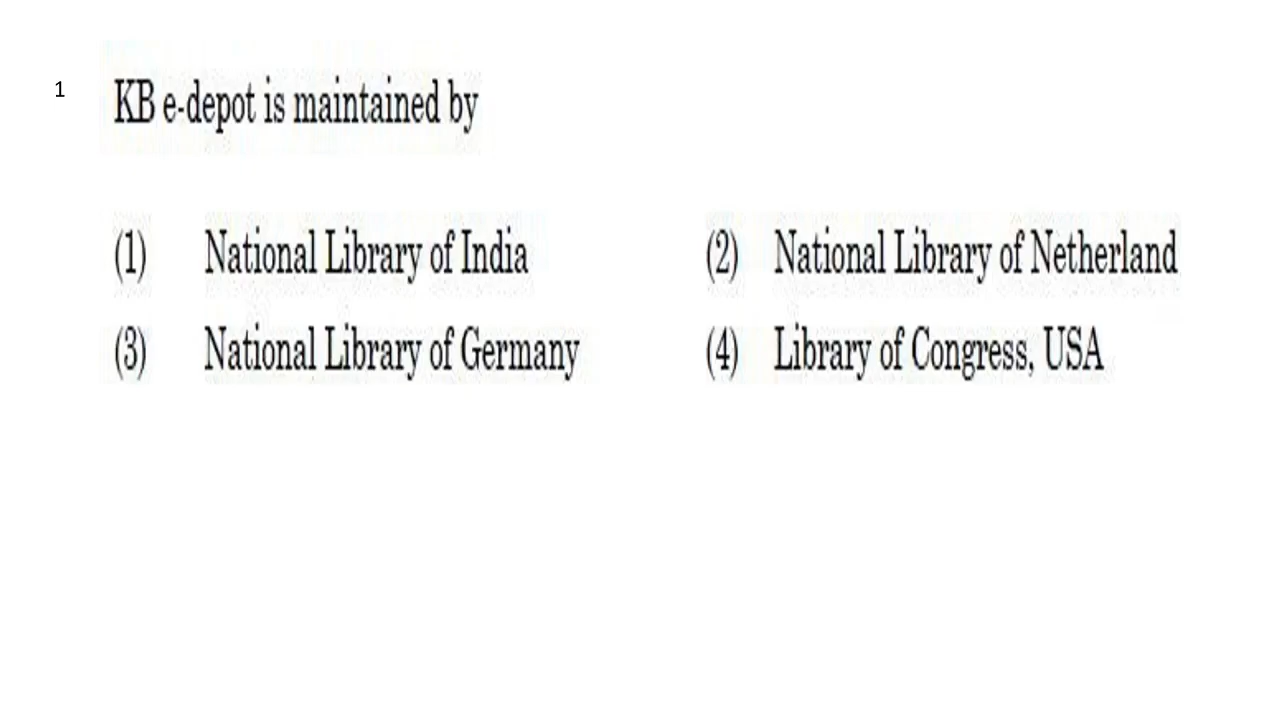 1 KB e-depot is maintained by
(1) National Library of India (2) National Library of Netherland
(3) National Library of Germany (4) Library of Congress, USA